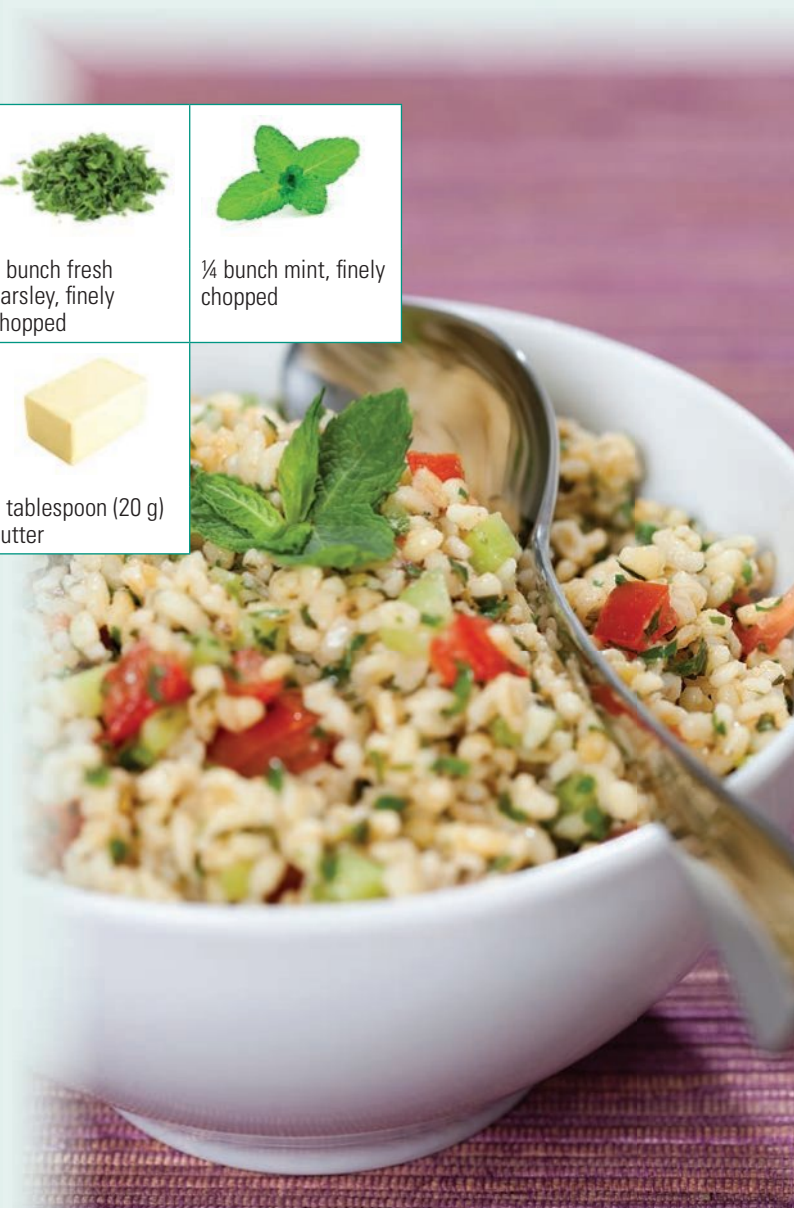 bunch fresh
arsley, finely
hopped
¼ bunch mint, finely
chopped
tablespoon (20 g)
utter